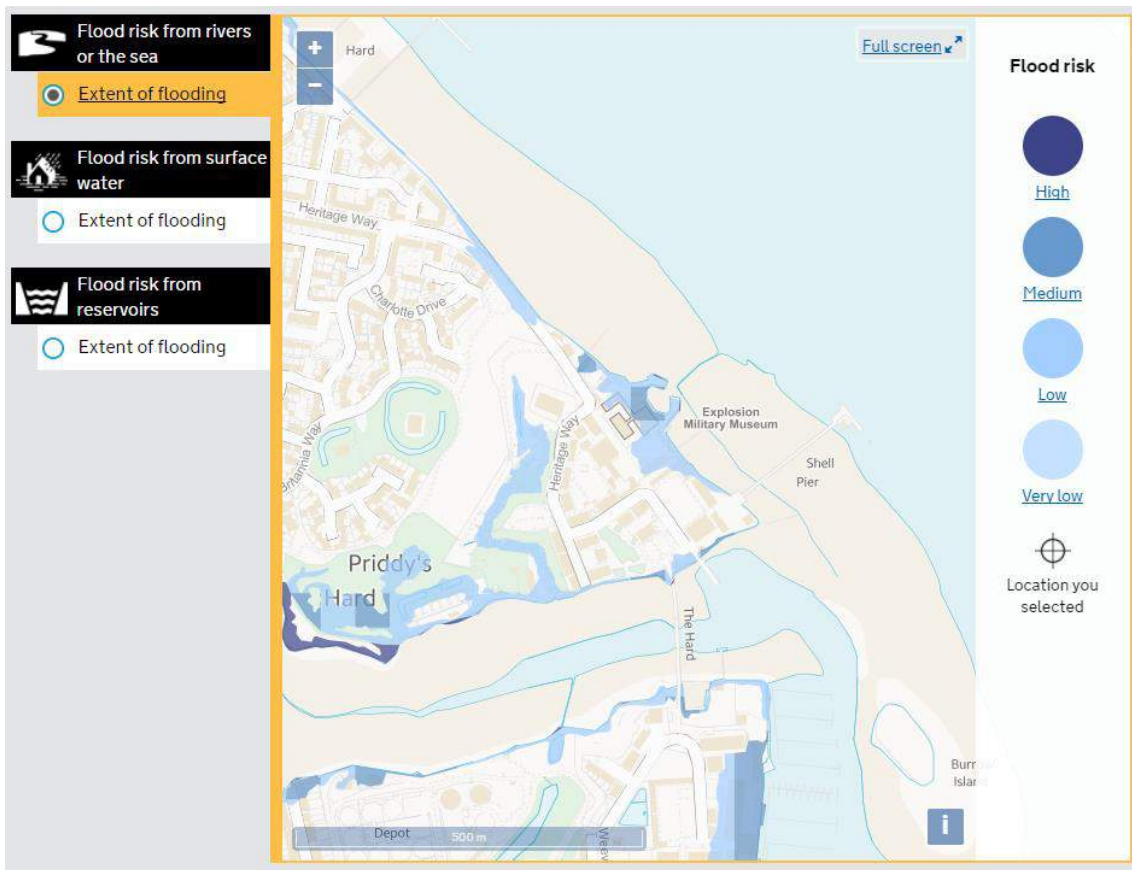 Flood risk from rivers
or the sea
Extent of flooding
Flood risk from surface
water
Extent of flooding
Flood risk from
reservoirs
Extent of flooding
+
−
Hard
Full screen
Heritage Way
Charlotte Drive
Britannia Way
Heritage Way
Explosion
Military Museum
Shell
Pier
Priddy's
Hard
The Hard
Burrow
Island
Depot
500 m
i
Flood risk
High
Medium
Low
Very low
Location you
selected